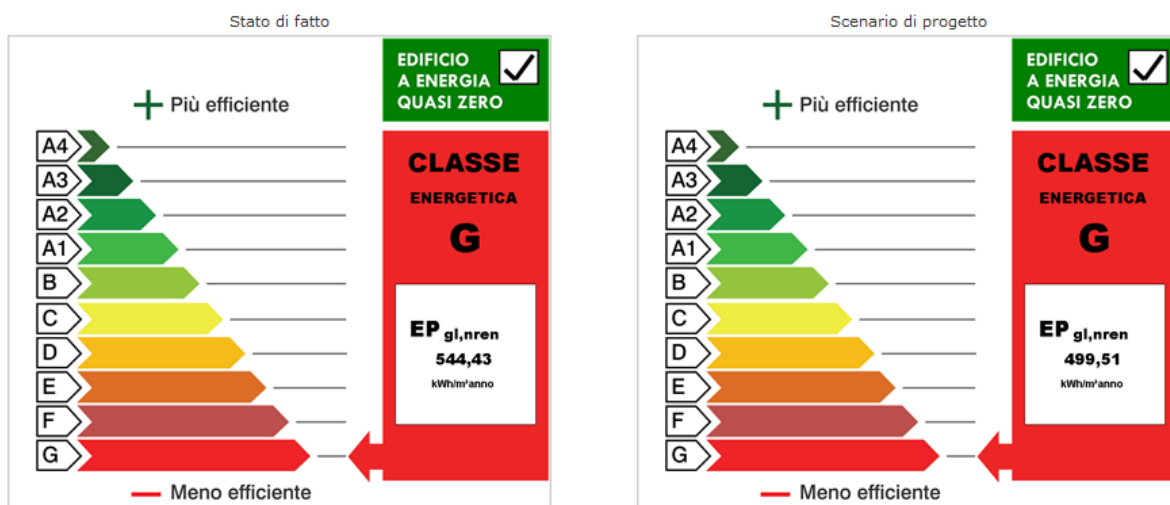 Stato di fatto
EDIFICIO
A ENERGIA
QUASI ZERO
Più efficiente
A4
A3
A2
A1
B
C
D
E
F
G
CLASSE
ENERGETICA
G
EP gl,nren
544,43
kWh/m²anno
Meno efficiente
Scenario di progetto
EDIFICIO
A ENERGIA
QUASI ZERO
Più efficiente
A4
A3
A2
A1
B
C
D
E
F
G
CLASSE
ENERGETICA
G
EP gl,nren
499,51
kWh/m²anno
Meno efficiente